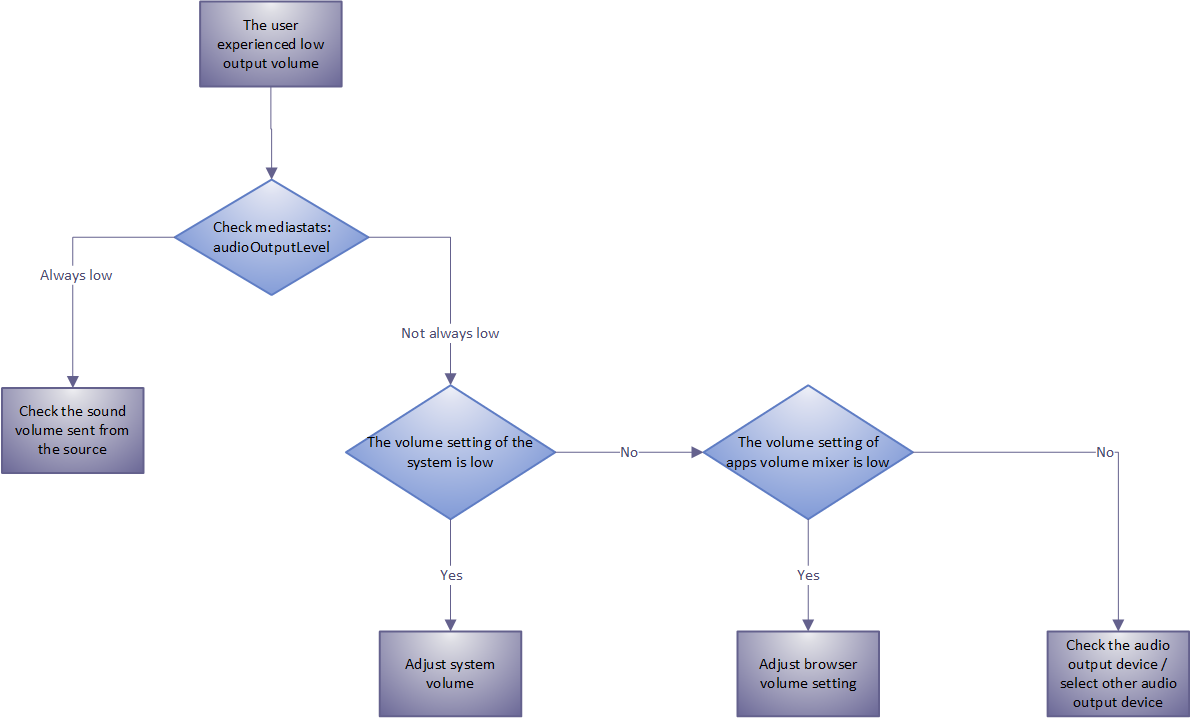 The user
experienced low
output volume
Check mediastats:
audioOutputLevel
Always low
Not always low
Check the sound
volume sent from
the source
The volume setting of the
system is low
No
The volume setting of
apps volume mixer is low
No
Yes
Yes
Adjust system
volume
Adjust browser
volume setting
Check the audio
output device /
select other audio
output device